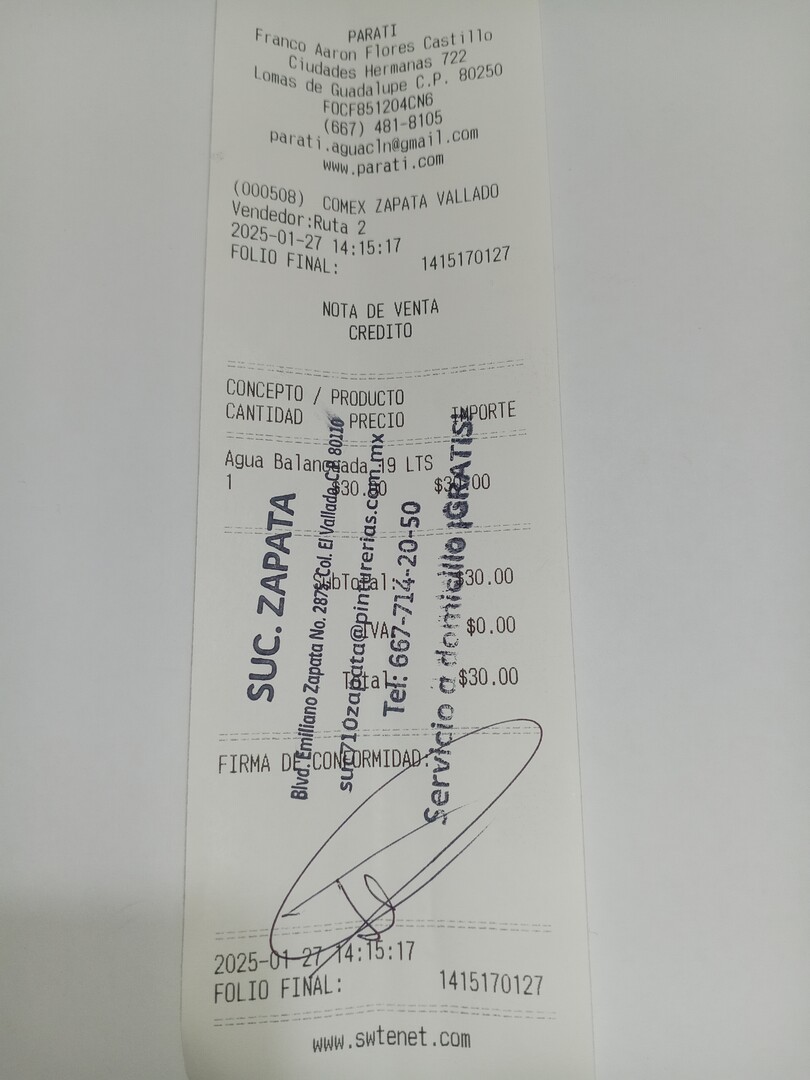 PARATI
Franco Aaron Flores Castillo
Ciudades Hermanas 722
Lomas de Guadalupe C.P. 80250
FOCF851204CN6
(667) 481-8105
parati.aguacln@gmail.com
www.parati.com
(000508) COMEX ZAPATA VALLADO
Vendedor:Ruta 2
2025-01-27 14:15:17
FOLIO FINAL: 1415170127
NOTA DE VENTA
CREDITO
CONCEPTO / PRODUCTO
CANTIDAD PRECIO IMPORTE
Agua Balanceada 19 LTS
1 $30.00 $30.00
SubTotal: $30.00
IVA: $0.00
Total: $30.00
FIRMA DE CONFORMIDAD:
SUC. ZAPATA
Blvd. Emiliano Zapata No. Col. El Vallado C.P. 80110
suc710zapata@pinturerias.com.mx
Tel: 667-714-20-50
Servicio a domicilio ¡GRATIS!
2025-01-27 14:15:17
FOLIO FINAL: 1415170127
www.swtenet.com